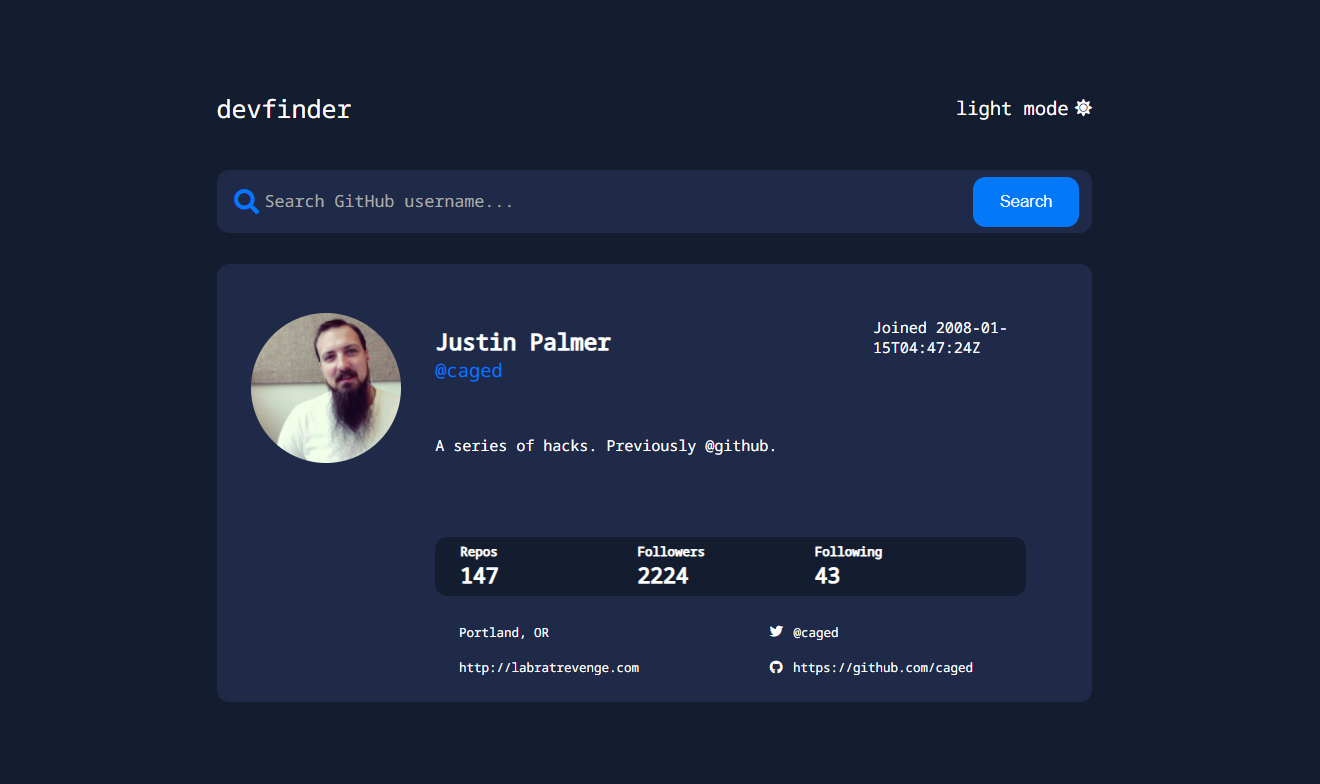 devfinder
light mode
Search GitHub username...
Search
Justin Palmer
@caged
Joined 2008-01-
15T04:47:24Z
A series of hacks. Previously @github.
Repos
147
Followers
2224
Following
43
Portland, OR
@caged
http://labratrevenge.com
https://github.com/caged